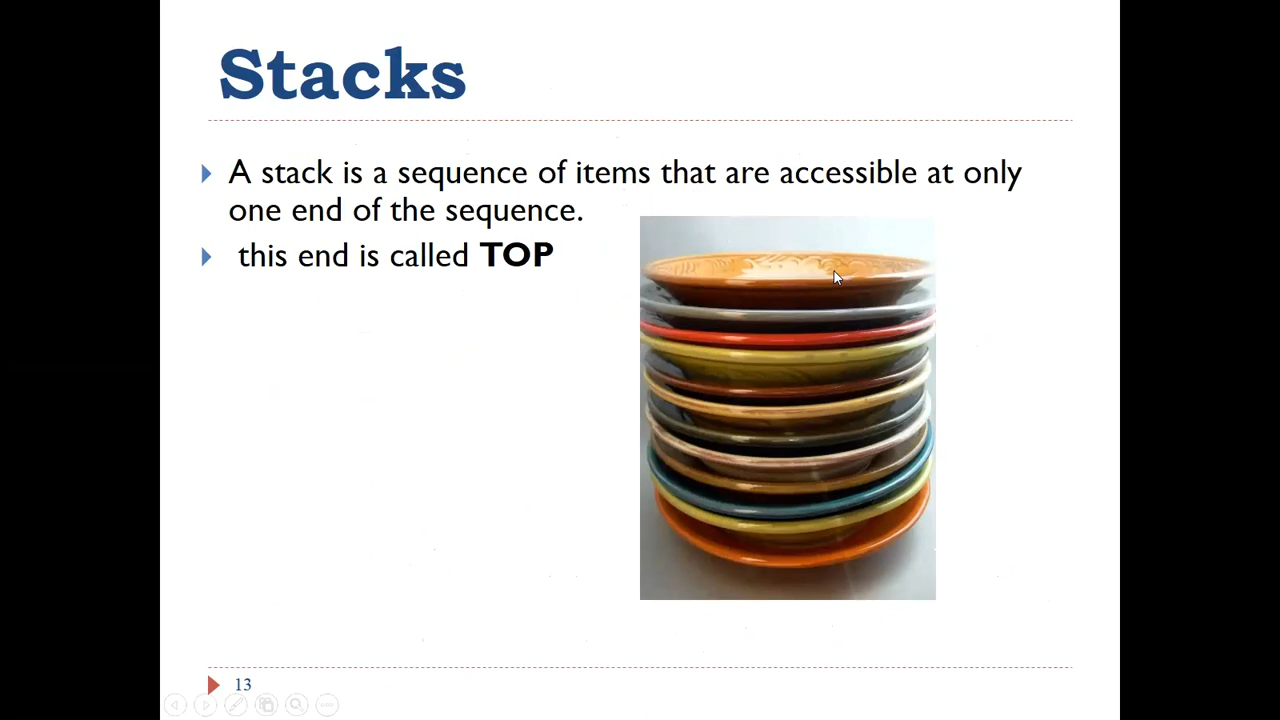 Stacks
A stack is a sequence of items that are accessible at only
one end of the sequence.
this end is called TOP
13